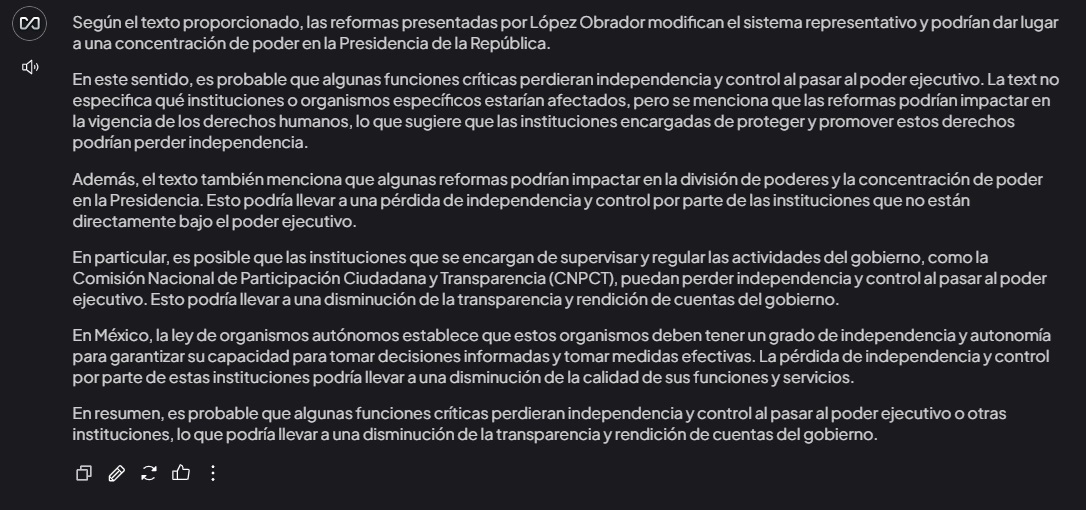 Según el texto proporcionado, las reformas presentadas por López Obrador modifican el sistema representativo y podrían dar lugar
a una concentración de poder en la Presidencia de la República.
En este sentido, es probable que algunas funciones críticas perdieran independencia y control al pasar al poder ejecutivo. La text no
especifica qué instituciones o organismos específicos estarían afectados, pero se menciona que las reformas podrían impactar en
la vigencia de los derechos humanos, lo que sugiere que las instituciones encargadas de proteger y promover estos derechos
podrían perder independencia.
Además, el texto también menciona que algunas reformas podrían impactar en la división de poderes y la concentración de poder
en la Presidencia. Esto podría llevar a una pérdida de independencia y control por parte de las instituciones que no están
directamente bajo el poder ejecutivo.
En particular, es posible que las instituciones que se encargan de supervisar y regular las actividades del gobierno, como la
Comisión Nacional de Participación Ciudadana y Transparencia (CNPCT), puedan perder independencia y control al pasar al poder
ejecutivo. Esto podría llevar a una disminución de la transparencia y rendición de cuentas del gobierno.
En México, la ley de organismos autónomos establece que estos organismos deben tener un grado de independencia y autonomía
para garantizar su capacidad para tomar decisiones informadas y tomar medidas efectivas. La pérdida de independencia y control
por parte de estas instituciones podría llevar a una disminución de la calidad de sus funciones y servicios.
En resumen, es probable que algunas funciones críticas perdieran independencia y control al pasar al poder ejecutivo o otras
instituciones, lo que podría llevar a una disminución de la transparencia y rendición de cuentas del gobierno.